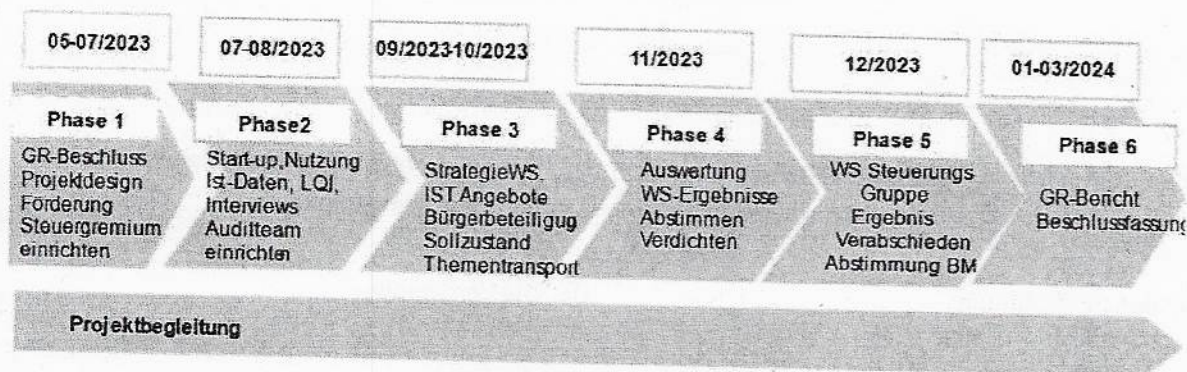 05-07/2023
07-08/2023
09/202310/2023
11/2023
12/2023
01-03/2024
Phase 1
GR-Beschluss
Projektdesign
Förderung
Steuergremium
einrichten
Phase2
Start-up,Nutzung
Ist-Daten, LQI,
Interviews
Auditteam
einrichten
Phase 3
StrategieWS.
IST Angebote
Bürgerbeteiligug
Sollzustand
Thementransport
Phase 4
Auswertung
WS-Ergebnisse
Abstimmen
Verdichten
Phase 5
WS Steuerungs
Gruppe
Ergebnis
Verabschieden
Abstimmung BM
Phase 6
GR-Bericht
Beschlussfassung
Projektbegleitung